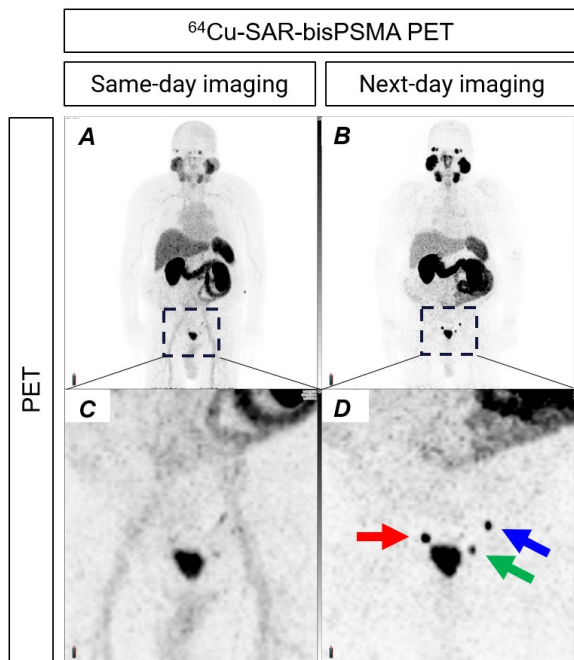 ⁶⁴Cu-SAR-bisPSMA PET
Same-day imaging
Next-day imaging
PET
A
B
C
D